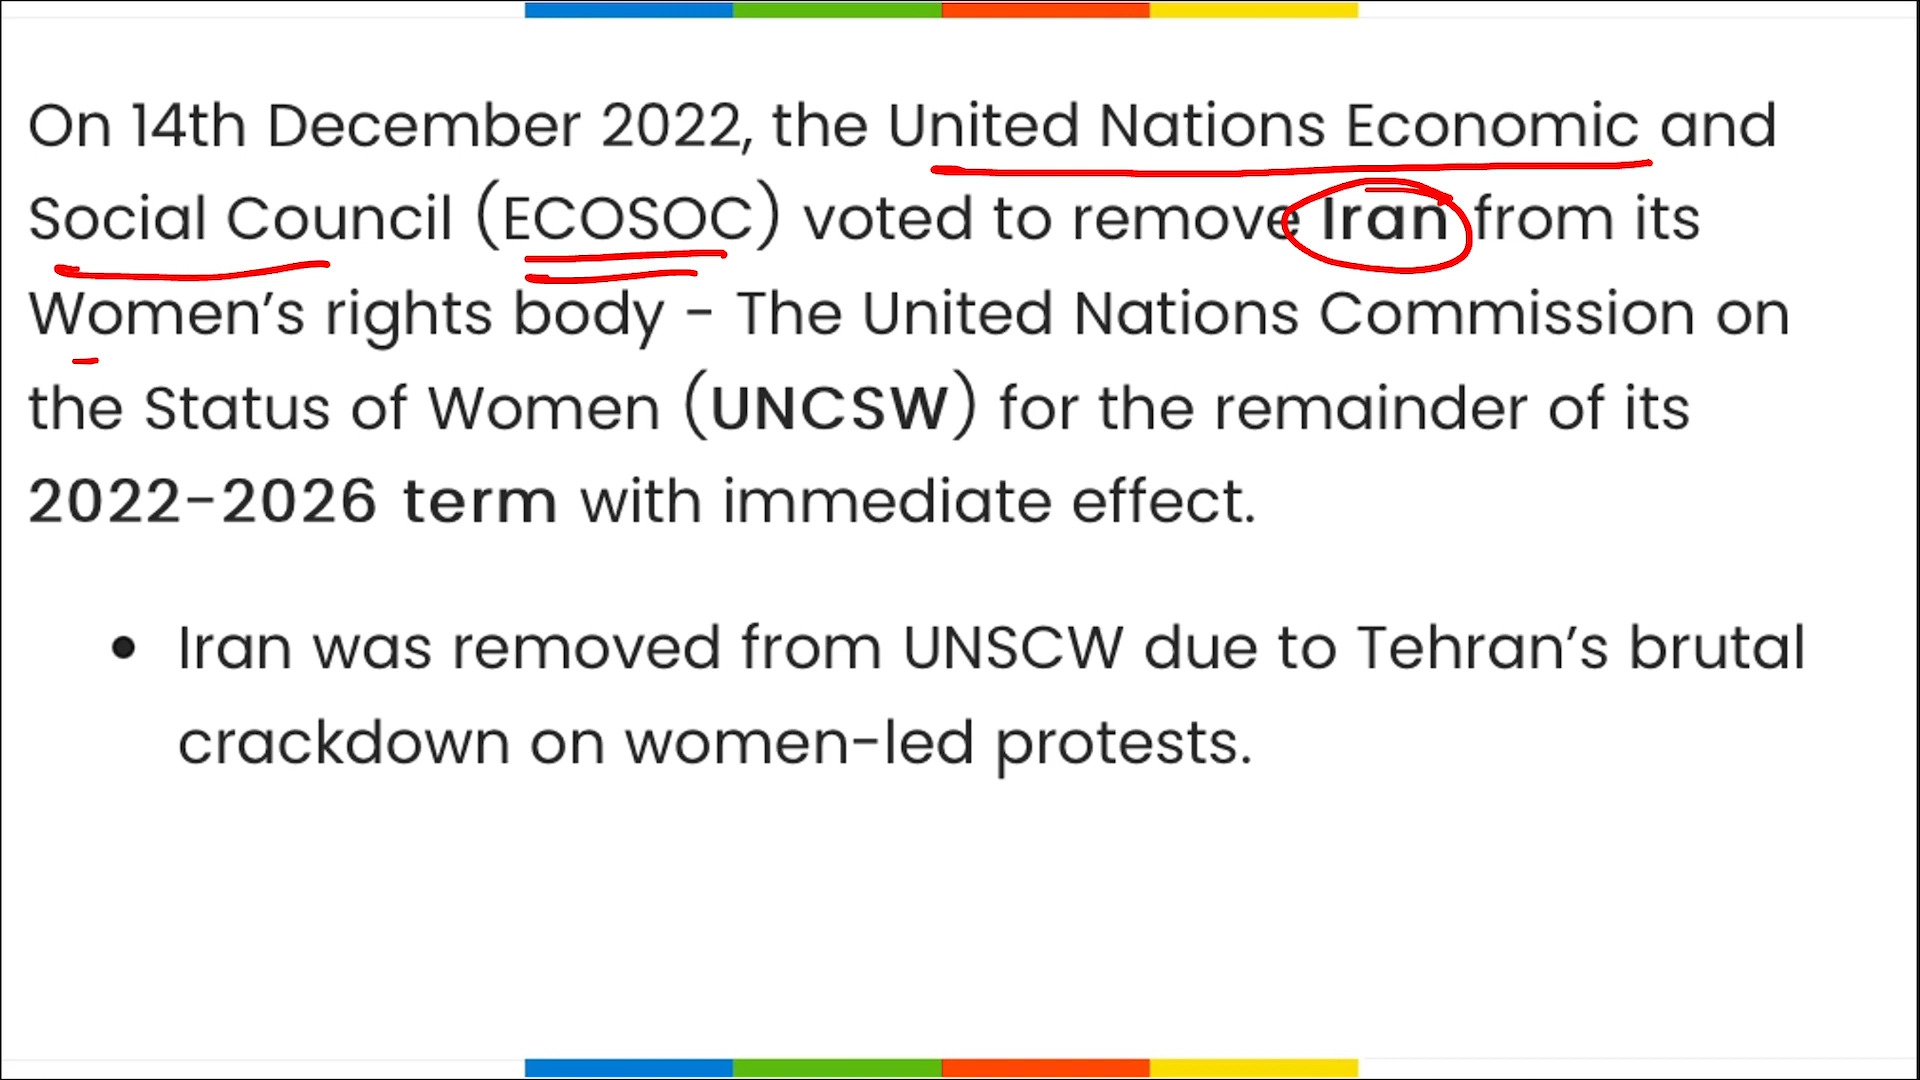 On 14th December 2022, the United Nations Economic and
Social Council (ECOSOC) voted to remove Iran from its
Women’s rights body - The United Nations Commission on
the Status of Women (UNCSW) for the remainder of its
2022-2026 term with immediate effect.
• Iran was removed from UNSCW due to Tehran’s brutal
crackdown on women-led protests.